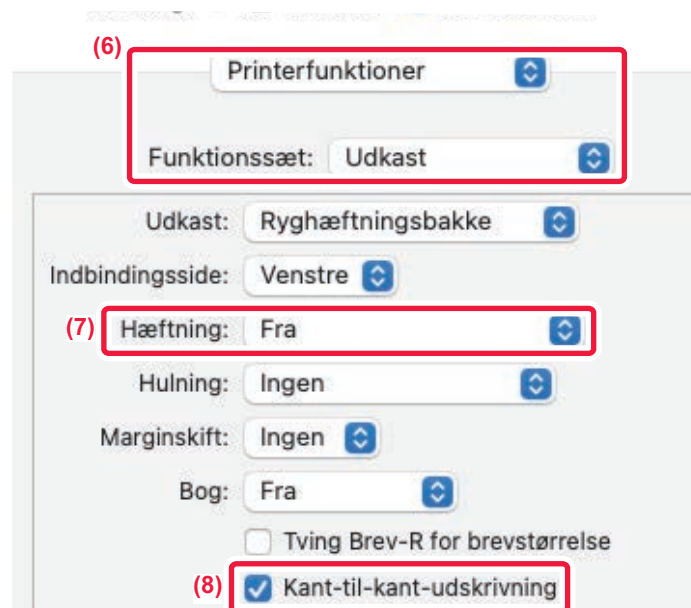 (6)
Printerfunktioner
Funktionssæt: Udkast
Udkast: Ryghæftningsbakke
Indbindingsside: Venstre
(7) Hæftning: Fra
Hulning: Ingen
Marginskift: Ingen
Bog: Fra
Tving Brev-R for brevstørrelse
(8) Kant-til-kant-udskrivning